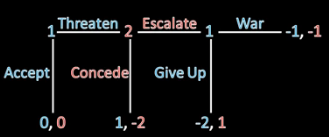 Threaten Escalate War
1 2 1 -1, -1
Accept Concede Give Up
0, 0 1, -2 -2, 1